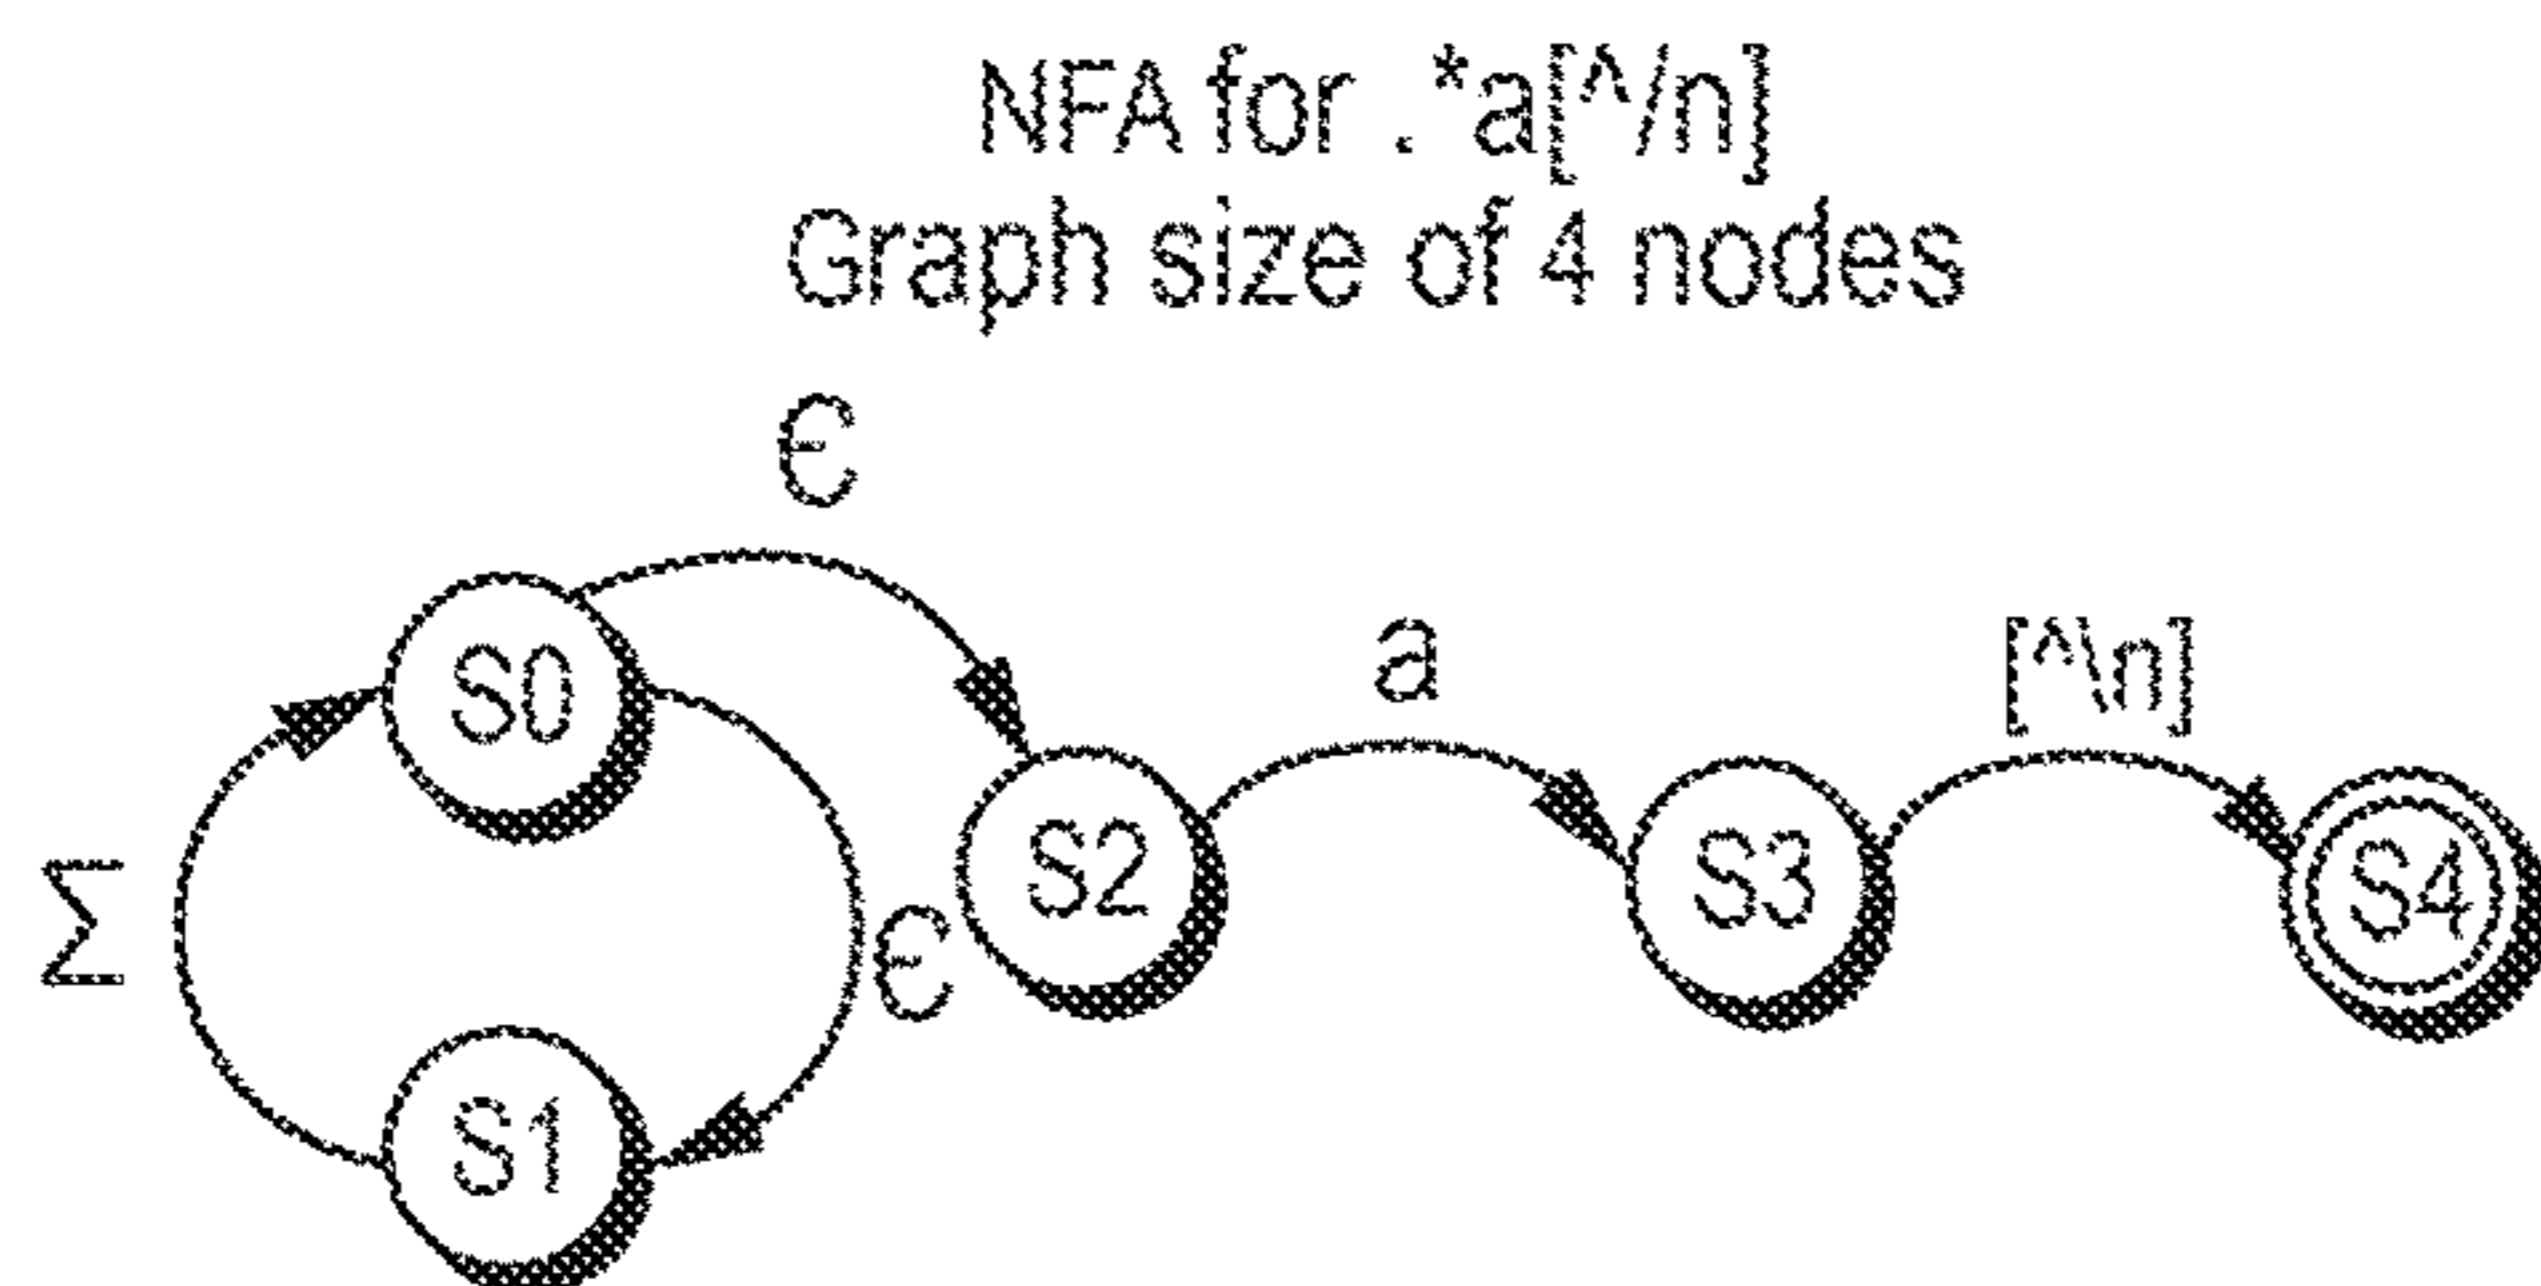 NFA for .*a[^/n]
Graph size of 4 nodes
Є
S0
a
[^\n]
Σ
Є
S2
S3
S4
S1